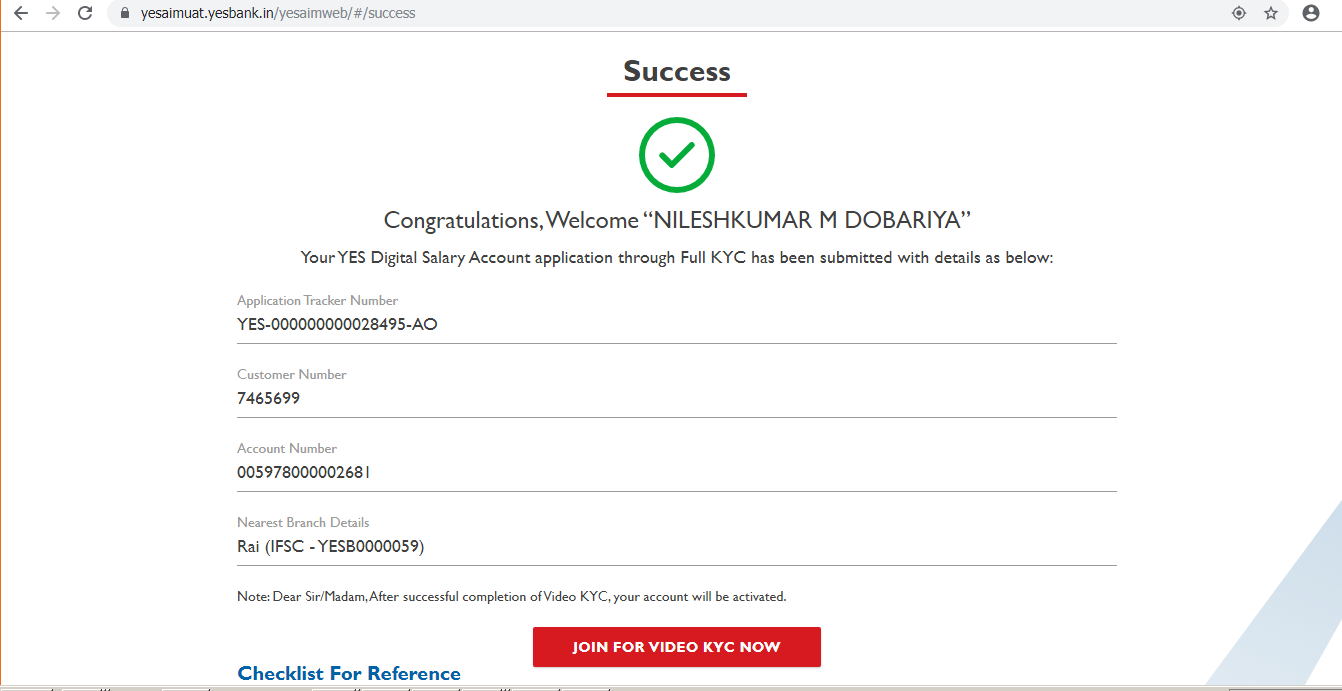 yesaimuat.yesbank.in/yesaimweb/#/success
Success
Congratulations, Welcome “NILESHKUMAR M DOBARIYA”
Your YES Digital Salary Account application through Full KYC has been submitted with details as below:
Application Tracker Number
YES-000000000028495-AO
Customer Number
7465699
Account Number
005978000002681
Nearest Branch Details
Rai (IFSC - YESB0000059)
Note: Dear Sir/Madam, After successful completion of Video KYC, your account will be activated.
JOIN FOR VIDEO KYC NOW
Checklist For Reference